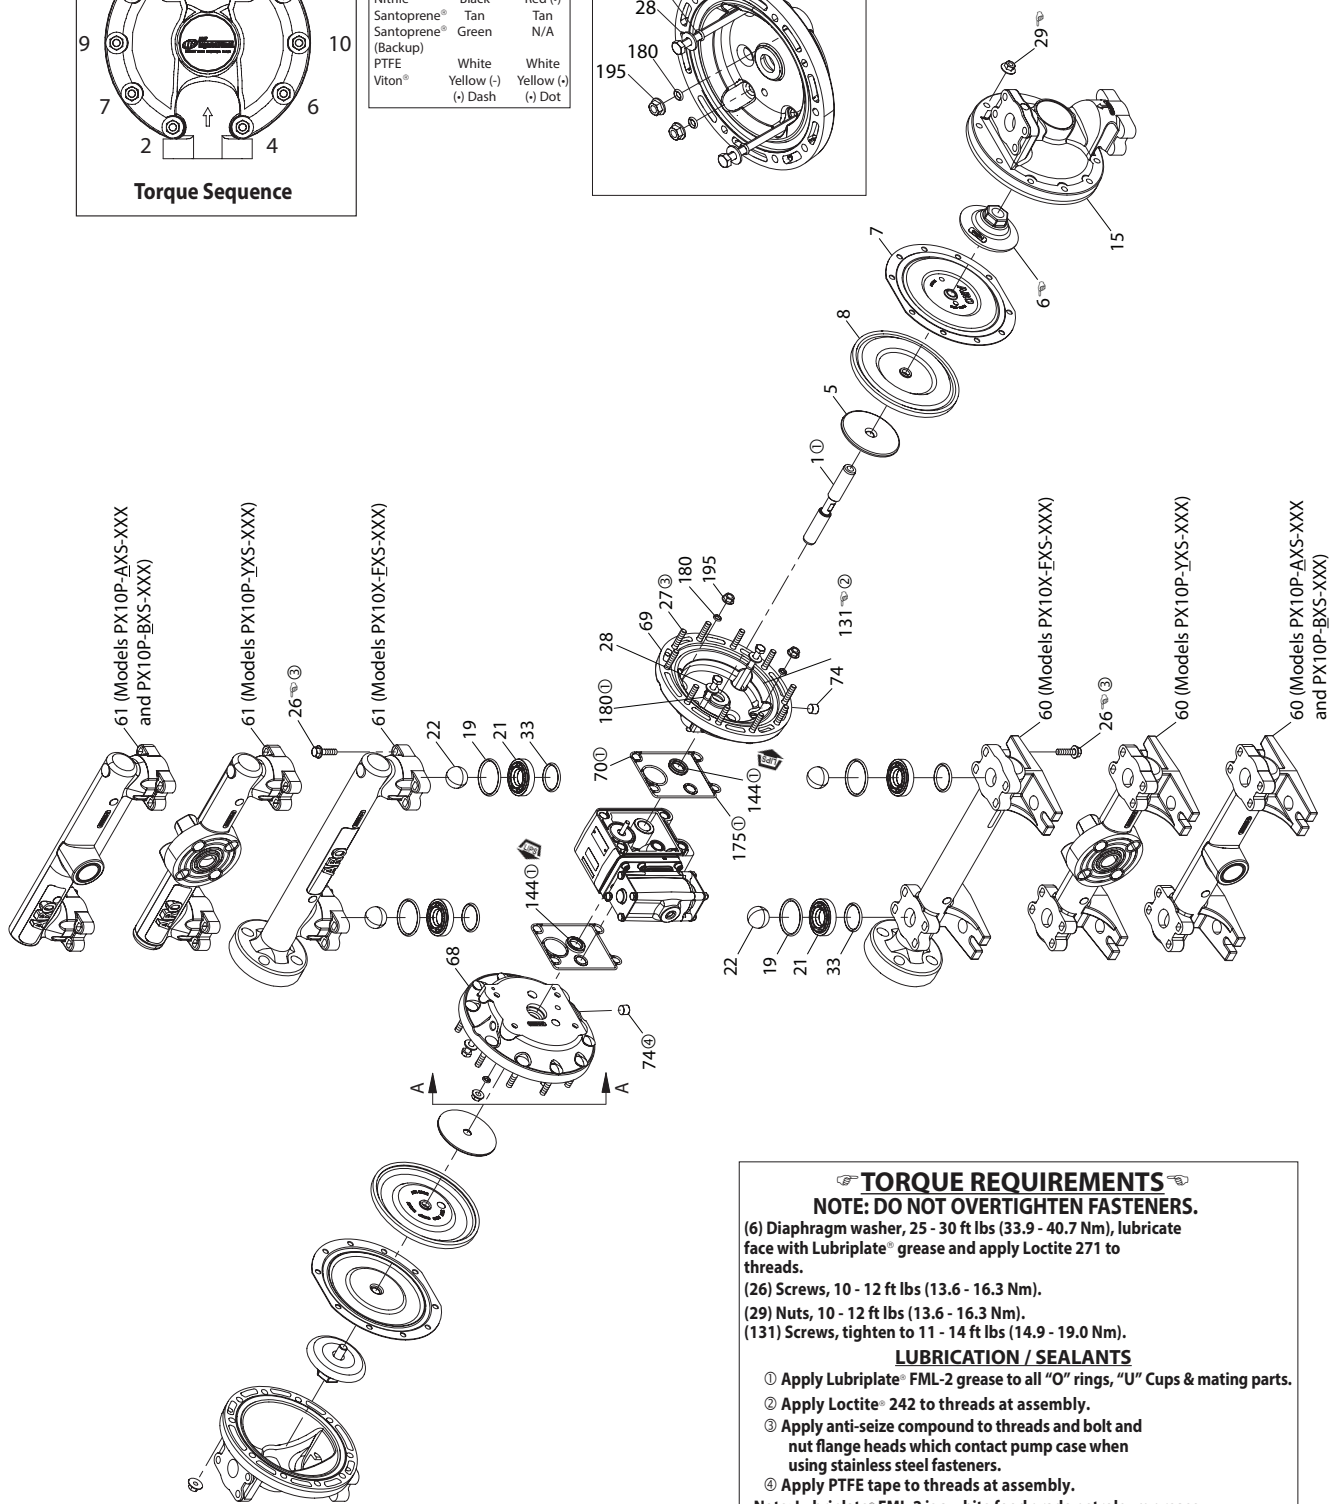 9
10
7
6
2
4
Torque Sequence
Nitrile Black Red (•)
Santoprene® Tan Tan
Santoprene® Green N/A
(Backup)
PTFE White White
Viton® Yellow (-) Yellow (•)
(•) Dash (•) Dot
28
180
195
29
15
7
6
8
5
1①
61 (Models PX10P-AXS-XXX
and PX10P-BXS-XXX)
61 (Models PX10P-YXS-XXX)
26 ③
61 (Models PX10X-FXS-XXX)
22
19
21
33
28
69
27③
180
195
180①
131 ②
74
70①
144①
LIPS
175①
144①
68
74④
A
A
ARO
ARO
ARO
60 (Models PX10X-FXS-XXX)
26 ③
60 (Models PX10P-YXS-XXX)
60 (Models PX10P-AXS-XXX
and PX10P-BXS-XXX)
22
19
21
33
TORQUE REQUIREMENTS
NOTE: DO NOT OVERTIGHTEN FASTENERS.
(6) Diaphragm washer, 25 - 30 ft lbs (33.9 - 40.7 Nm), lubricate
face with Lubriplate® grease and apply Loctite 271 to
threads.
(26) Screws, 10 - 12 ft lbs (13.6 - 16.3 Nm).
(29) Nuts, 10 - 12 ft lbs (13.6 - 16.3 Nm).
(131) Screws, tighten to 11 - 14 ft lbs (14.9 - 19.0 Nm).
LUBRICATION / SEALANTS
① Apply Lubriplate® FML-2 grease to all “O” rings, “U” Cups & mating parts.
② Apply Loctite® 242 to threads at assembly.
③ Apply anti-seize compound to threads and bolt and
nut flange heads which contact pump case when
using stainless steel fasteners.
④ Apply PTFE tape to threads at assembly.